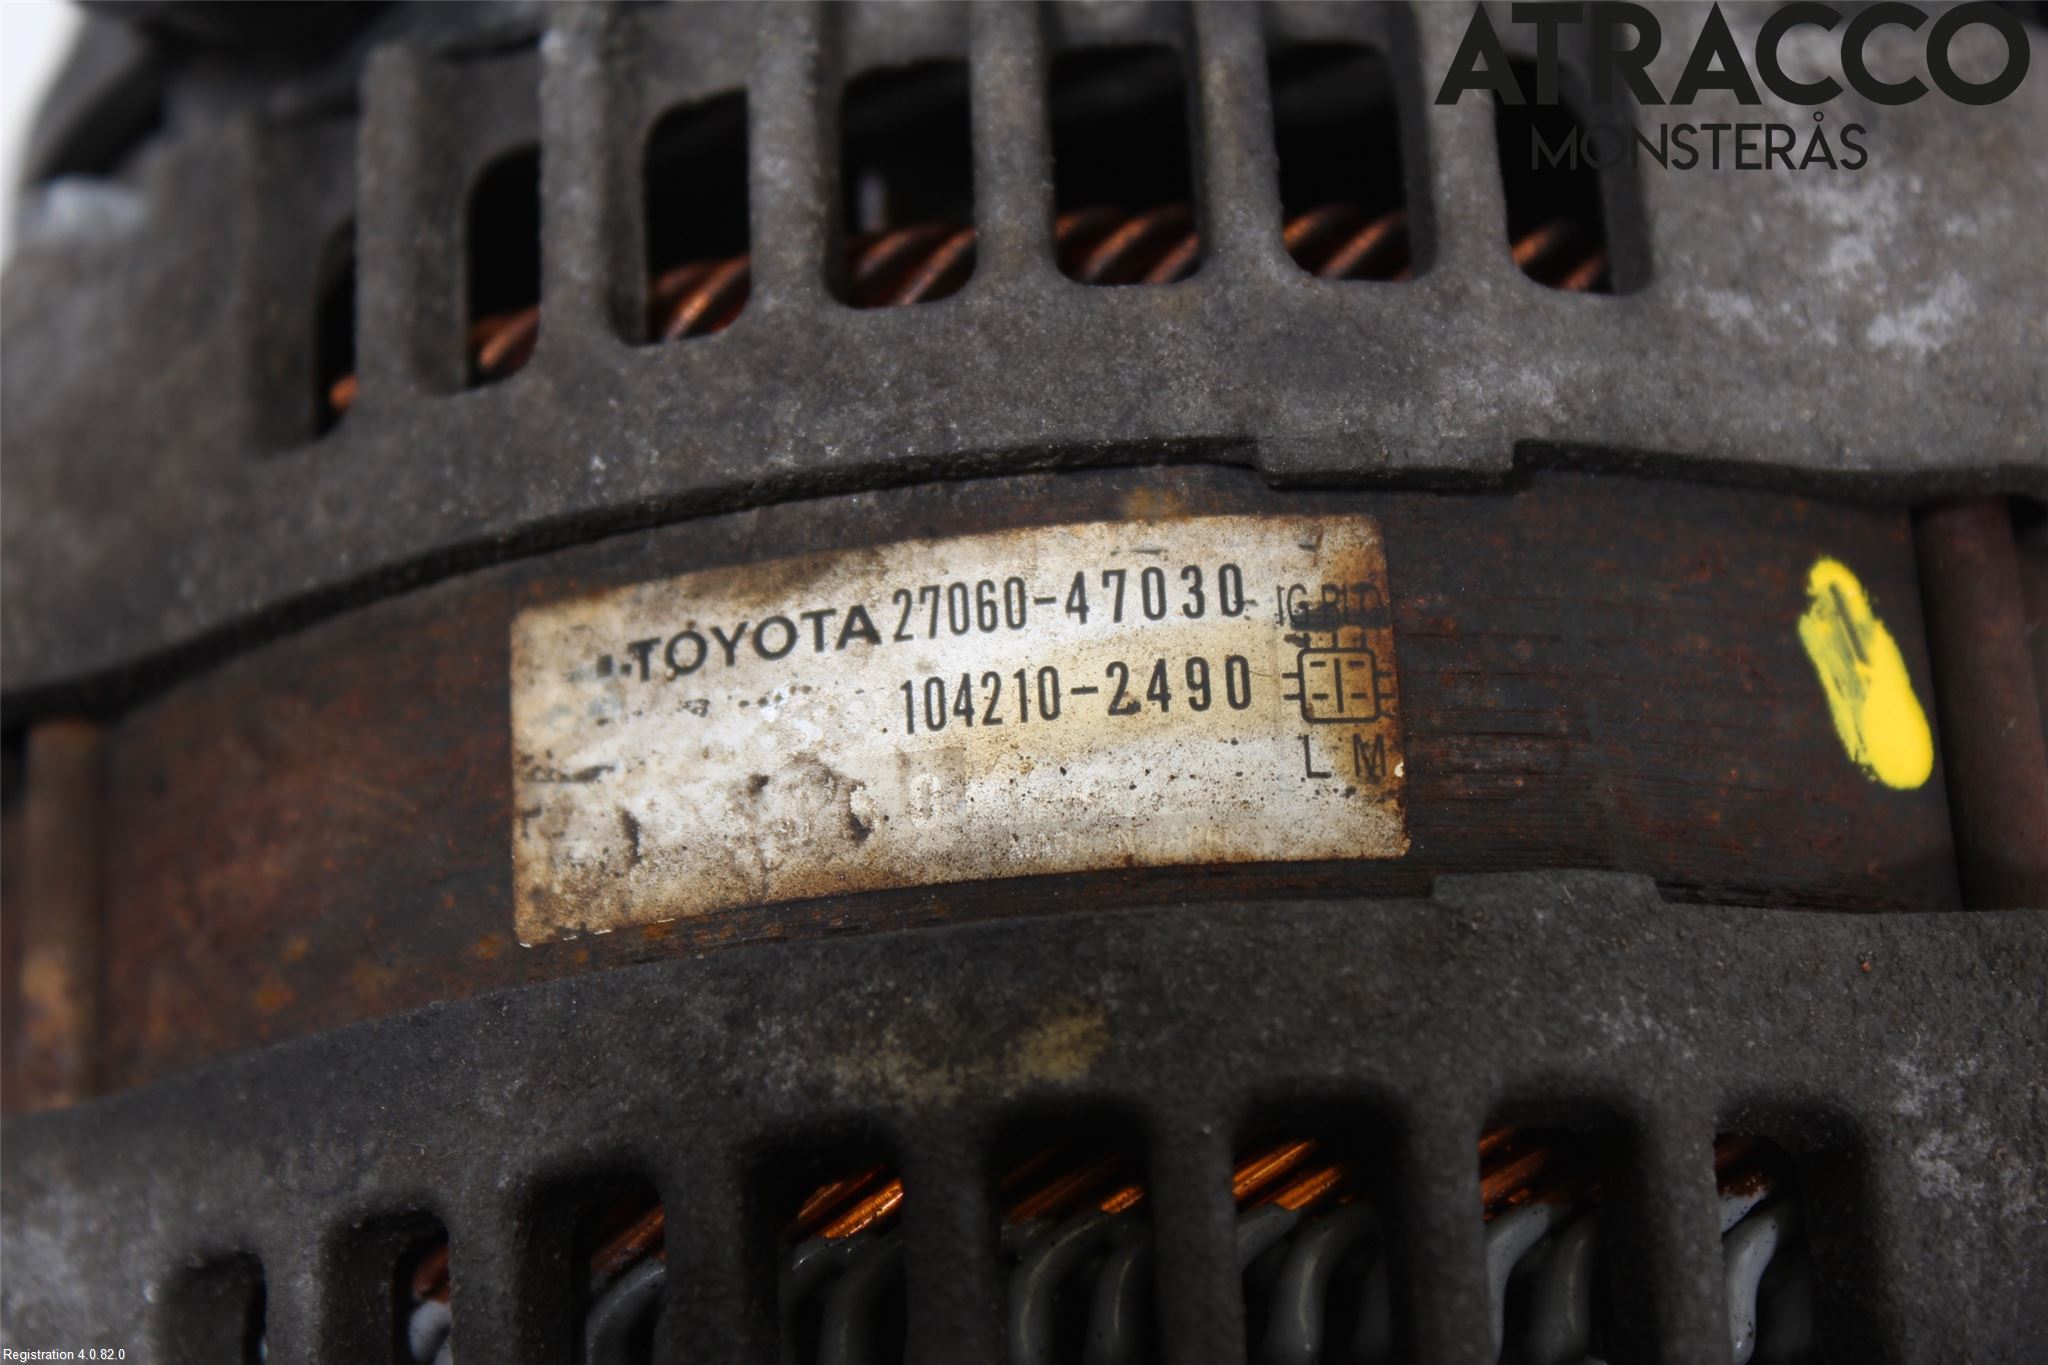 ATRACCO
MÖNSTERÅS
TOYOTA 27060-47030
104210-2490
IG
L M
Registration 4.0.82.0